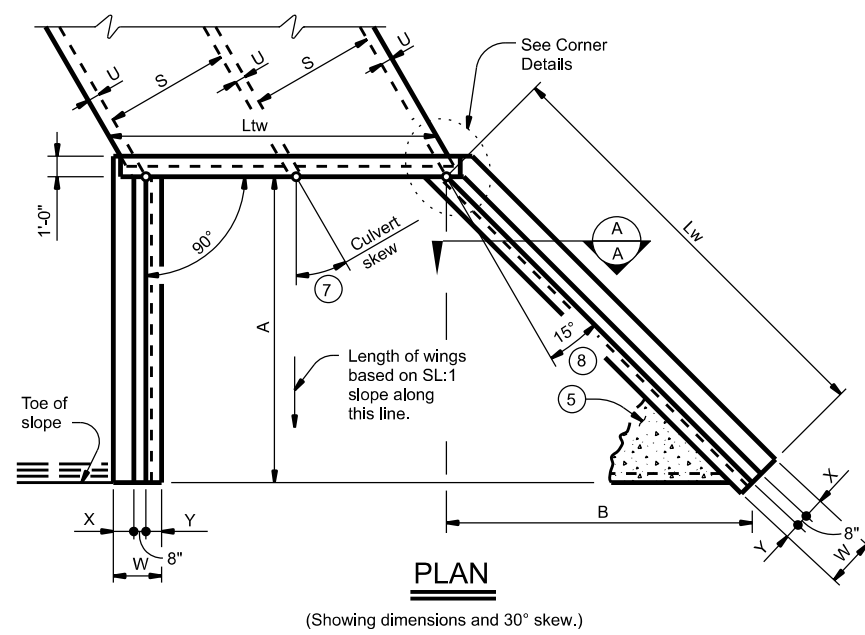 See Corner
Details
U
S
U
S
U
Ltw
1'-0"
90°
Culvert
skew
7
A
A
Lw
A
15°
8
Length of wings
based on SL:1
slope along
this line.
5
Toe of
slope
X
Y
8"
W
B
X
8"
Y
W
PLAN
(Showing dimensions and 30° skew.)